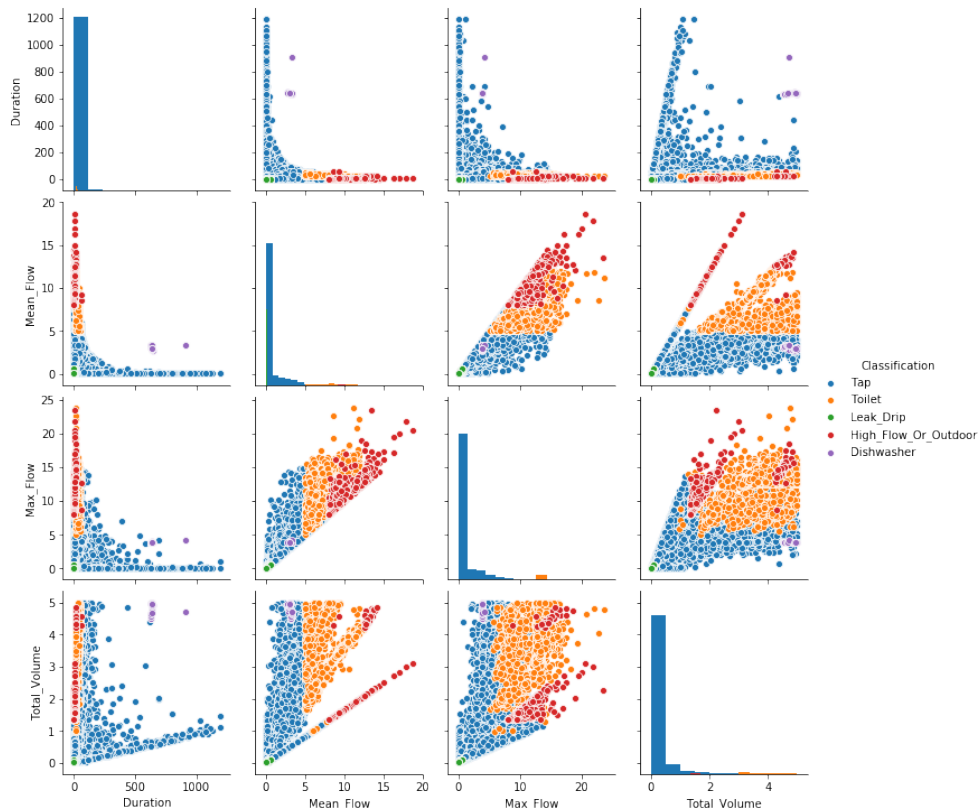 1200
1000
800
600
400
200
0
Duration
20
15
10
5
0
Mean_Flow
25
20
15
10
5
0
Max_Flow
5
4
3
2
1
0
Total_Volume
0 500 1000
Duration
0 5 10 15 20
Mean_Flow
0 10 20
Max_Flow
0 2 4
Total_Volume
Classification
Tap
Toilet
Leak_Drip
High_Flow_Or_Outdoor
Dishwasher